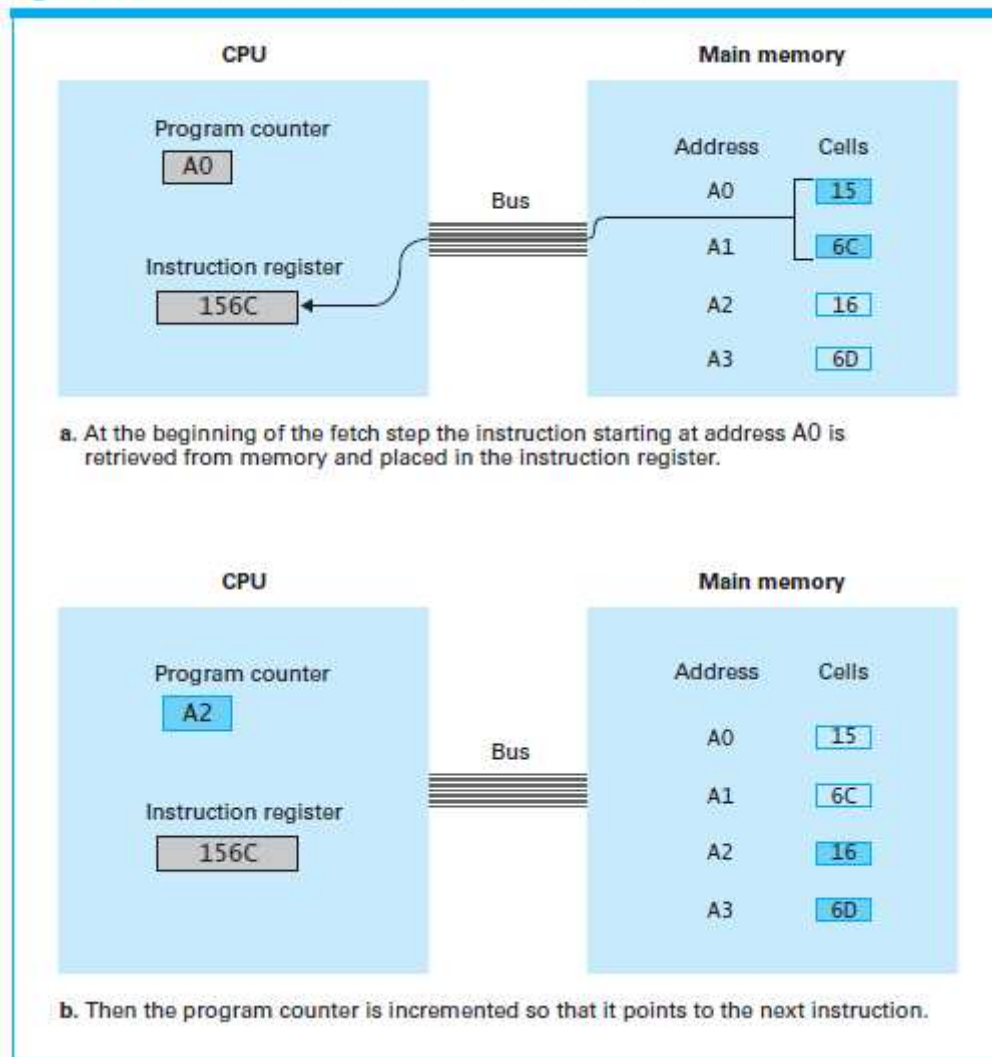 CPU
Main memory
Program counter
A0
Address Cells
A0 15
Bus
A1 6C
Instruction register
156C
A2 16
A3 6D
a. At the beginning of the fetch step the instruction starting at address A0 is
retrieved from memory and placed in the instruction register.
CPU
Main memory
Program counter
A2
Address Cells
A0 15
Bus
A1 6C
Instruction register
156C
A2 16
A3 6D
b. Then the program counter is incremented so that it points to the next instruction.